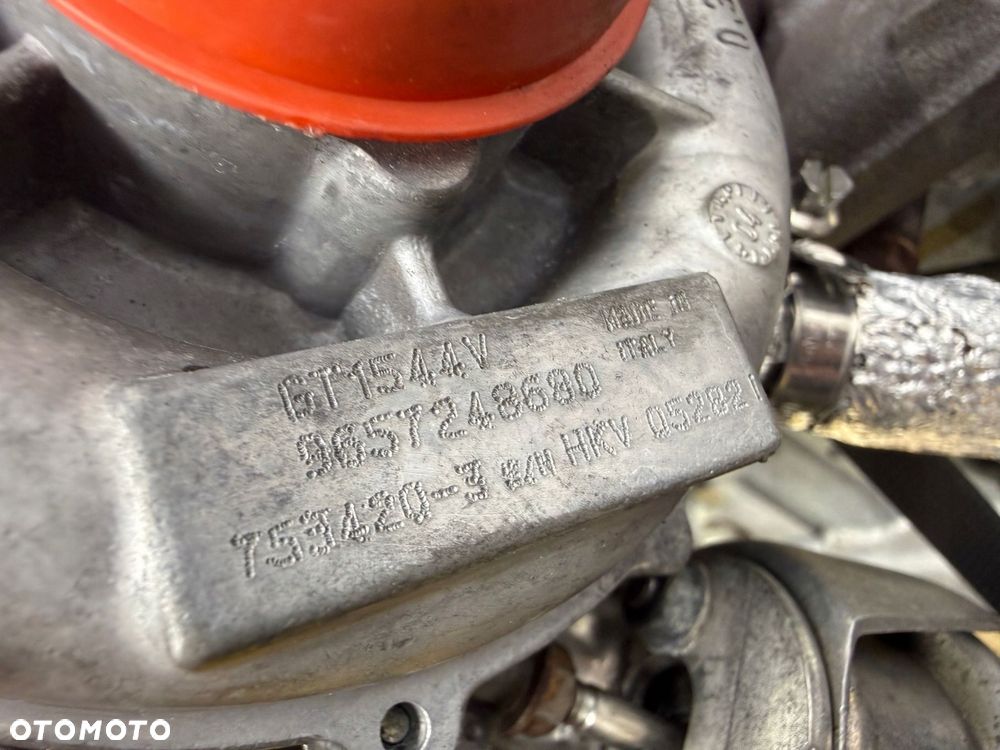 GT1544V
MADE IN
ITALY
9657248680
753420-3 S/N HKV 05282
OTOMOTO